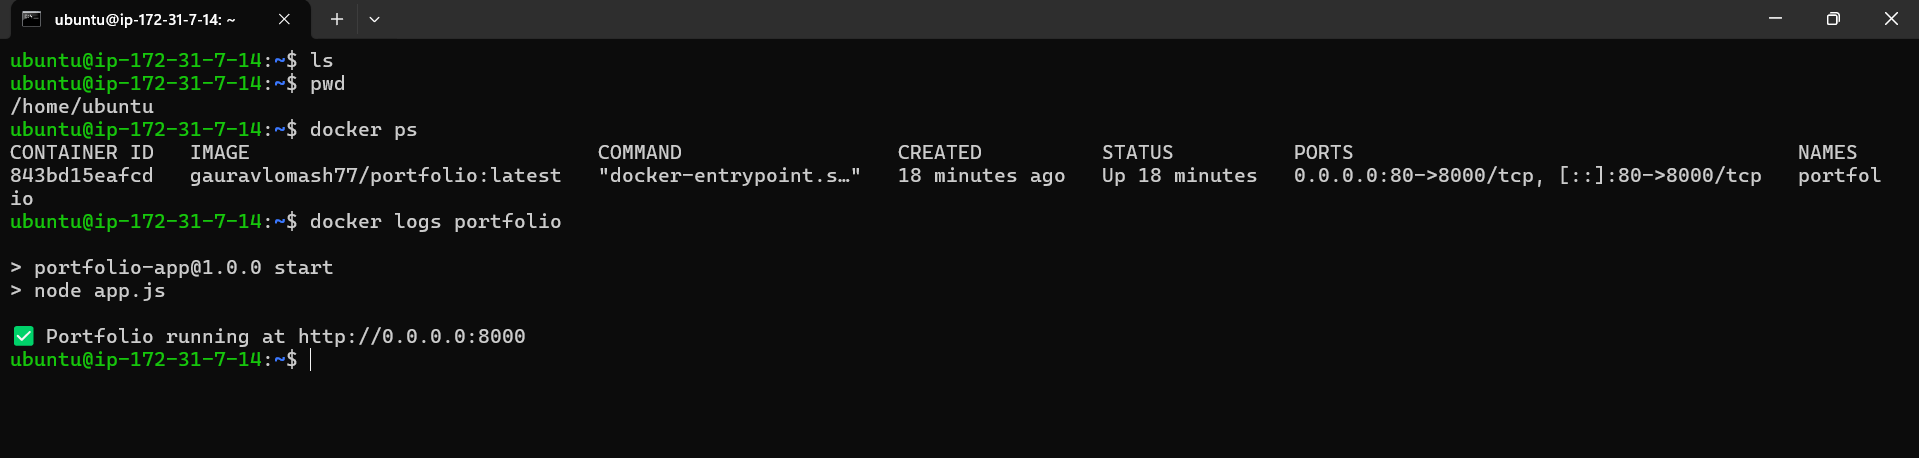 ubuntu@ip-172-31-7-14: ~
ubuntu@ip-172-31-7-14:~$ ls
ubuntu@ip-172-31-7-14:~$ pwd
/home/ubuntu
ubuntu@ip-172-31-7-14:~$ docker ps
CONTAINER ID   IMAGE                             COMMAND                  CREATED          STATUS          PORTS                                     NAMES
843bd15eafcd   gauravlomash77/portfolio:latest   "docker-entrypoint.s…"   18 minutes ago   Up 18 minutes   0.0.0.0:80->8000/tcp, [::]:80->8000/tcp   portfol
io
ubuntu@ip-172-31-7-14:~$ docker logs portfolio
> portfolio-app@1.0.0 start
> node app.js
✅ Portfolio running at http://0.0.0.0:8000
ubuntu@ip-172-31-7-14:~$